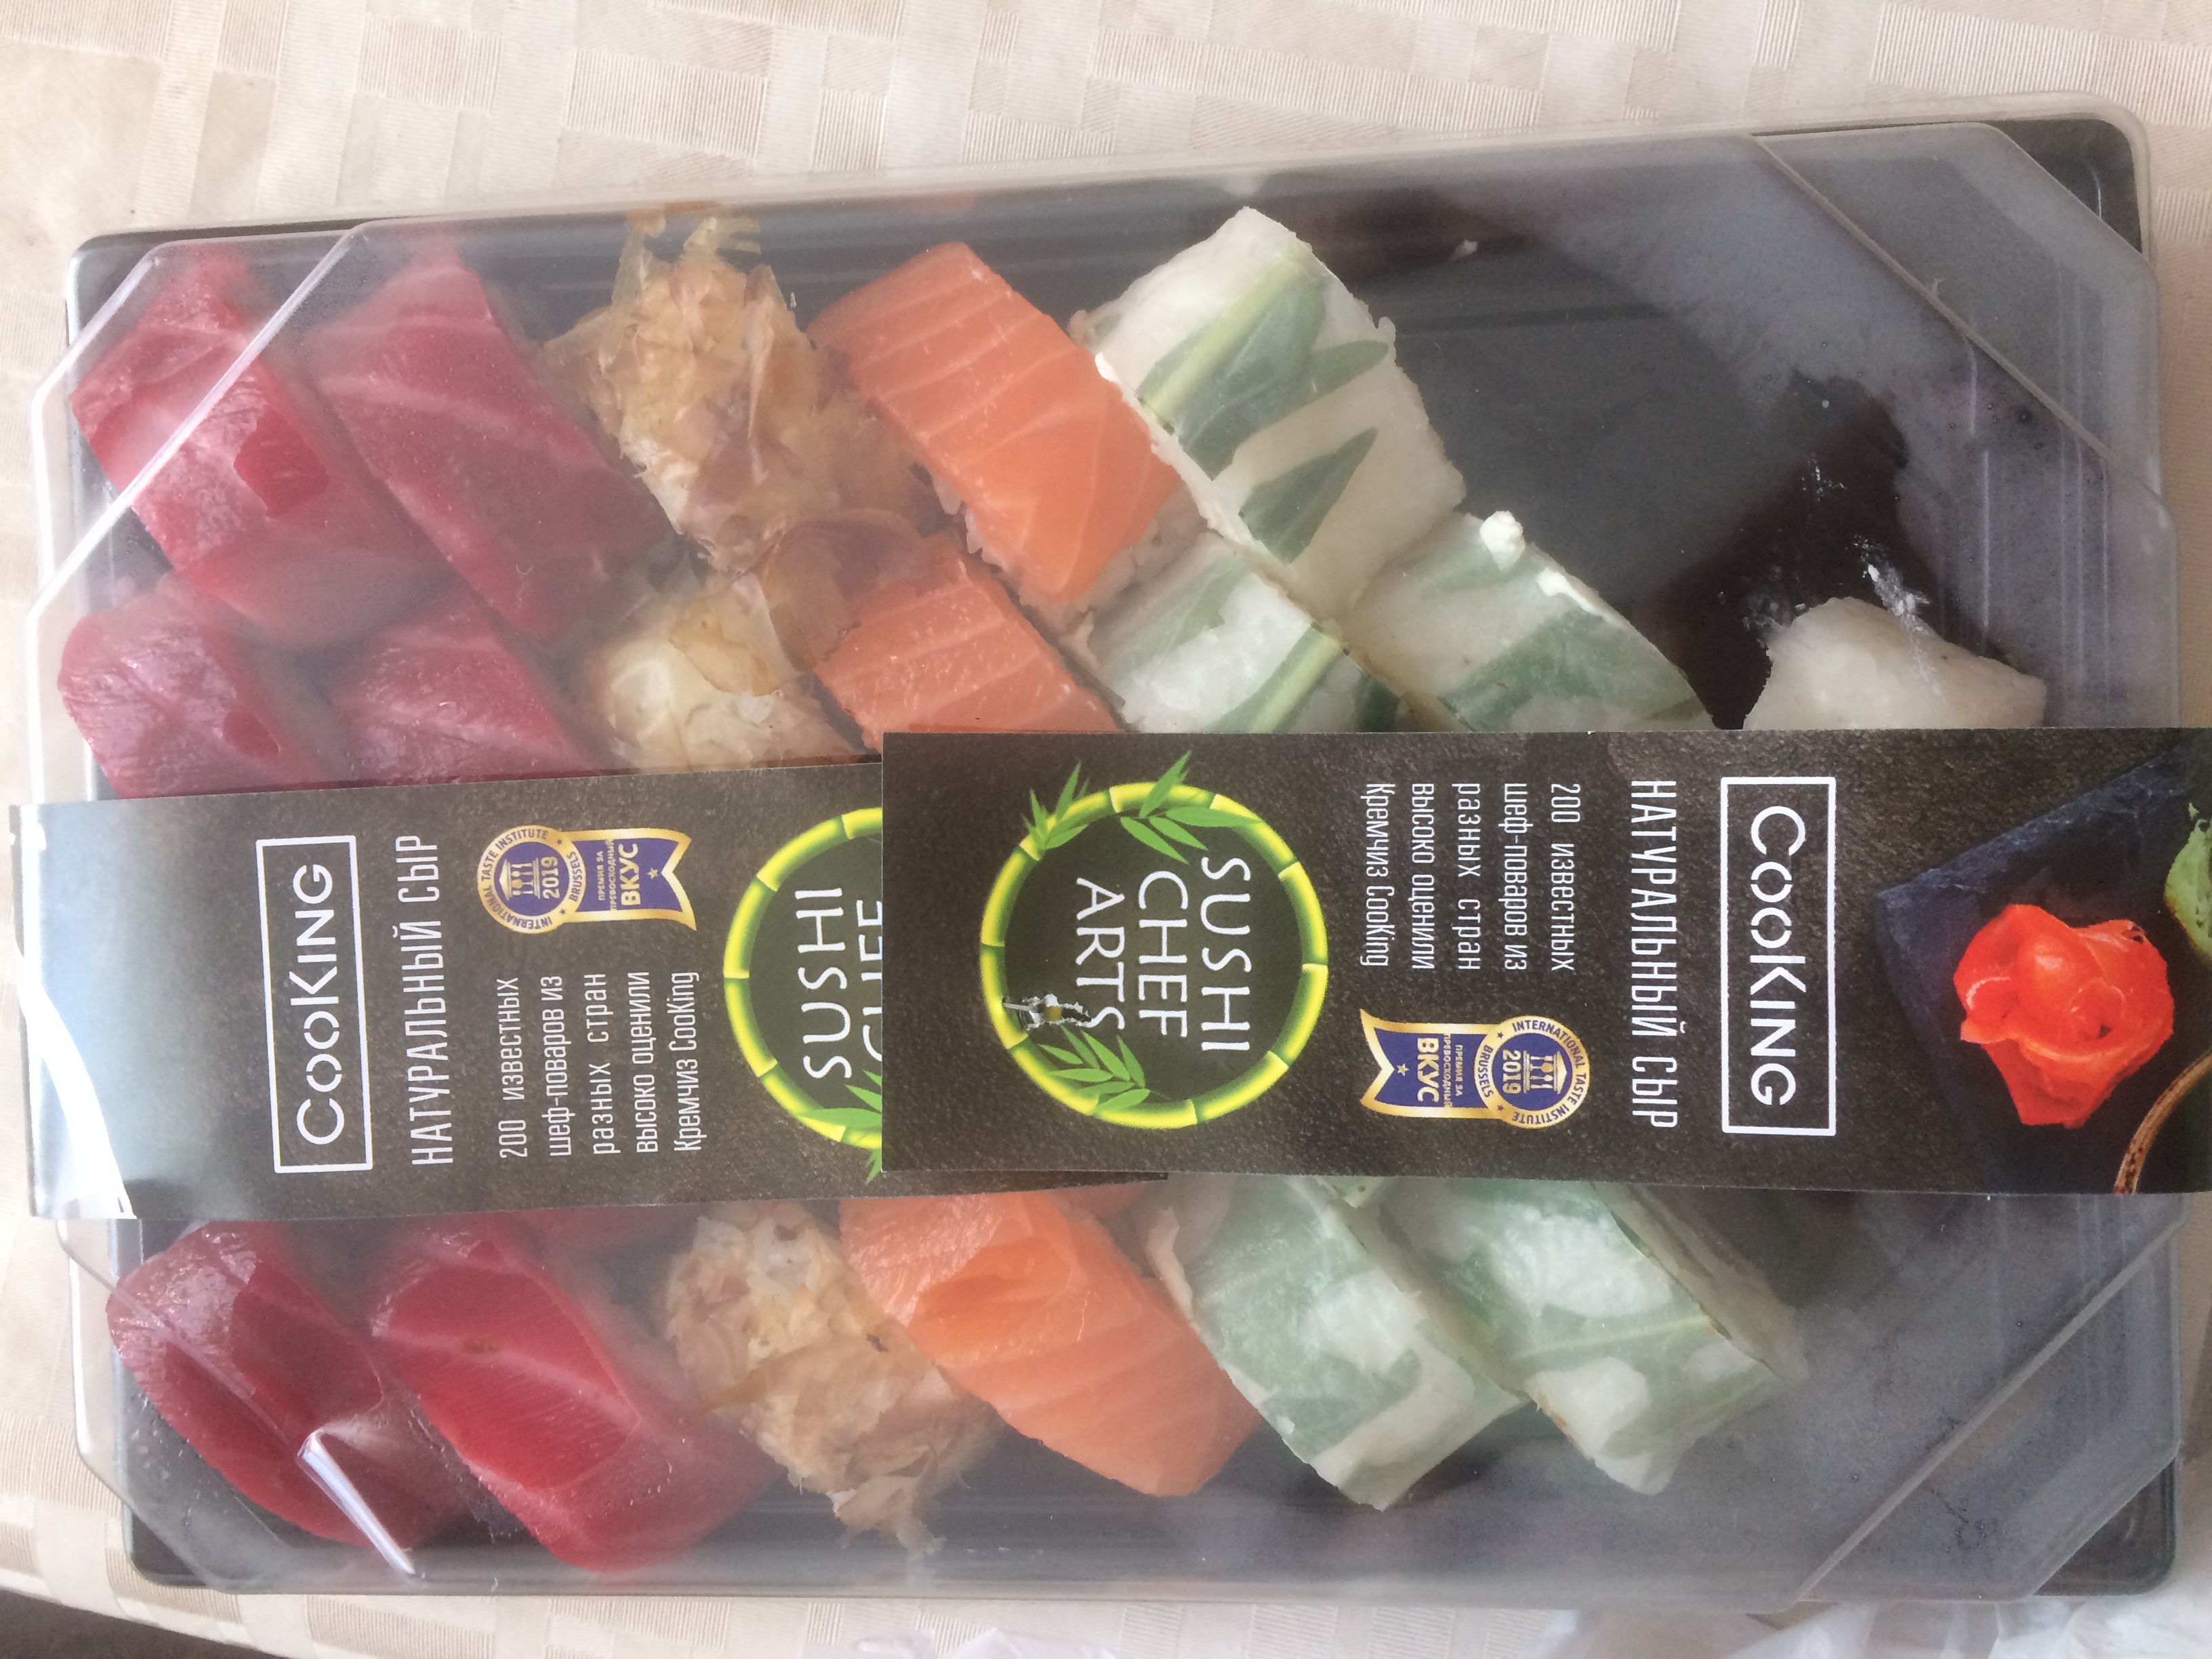 CooKING
НАТУРАЛЬНЫЙ СЫР
INTERNATIONAL TASTE INSTITUTE
2019
BRUSSELS
ПРЕМИЯ ЗА
ПРЕВОСХОДНЫЙ
ВКУС
200 известных
шеф-поваров из
разных стран
высоко оценили
Кремчиз CooKing
SUSHI
CHEF
SUSHI
CHEF
ARTS
200 известных
шеф-поваров из
разных стран
высоко оценили
Кремчиз CooKing
INTERNATIONAL TASTE INSTITUTE
2019
BRUSSELS
ПРЕМИЯ ЗА
ПРЕВОСХОДНЫЙ
ВКУС
НАТУРАЛЬНЫЙ СЫР
CooKING